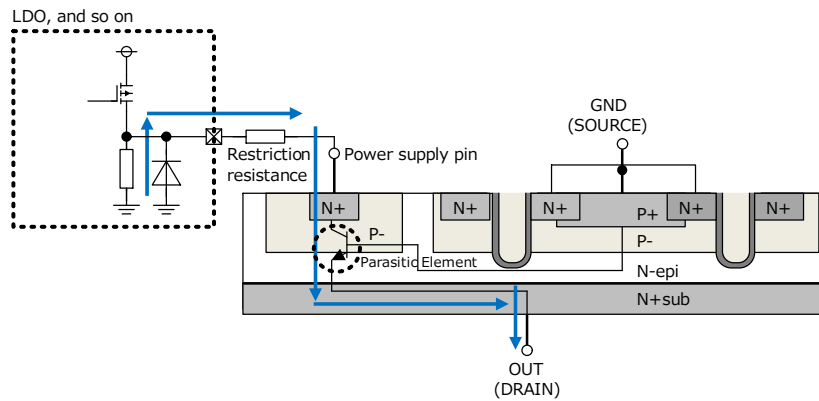 LDO, and so on
GND
(SOURCE)
Restriction
resistance
Power supply pin
N+
N+
N+
P+
N+
N+
P-
P-
Parasitic Element
N-epi
N+sub
OUT
(DRAIN)